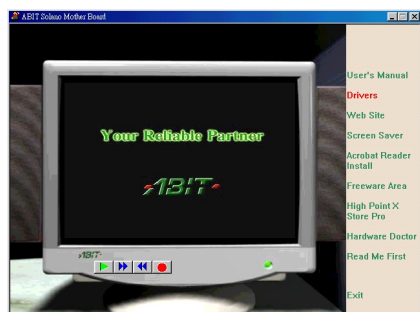 ABIT Solano Mother Board
Your Reliable Partner
ABIT
ABIT
User's Manual
Drivers
Web Site
Screen Saver
Acrobat Reader
Install
Freeware Area
High Point X
Store Pro
Hardware Doctor
Read Me First
Exit